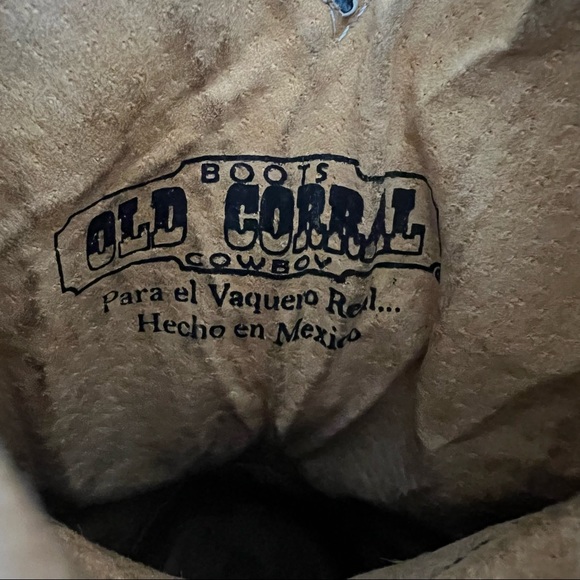 BOOTS
OLD CORRAL
COWBOY
Para el Vaquero Real...
Hecho en Mexico